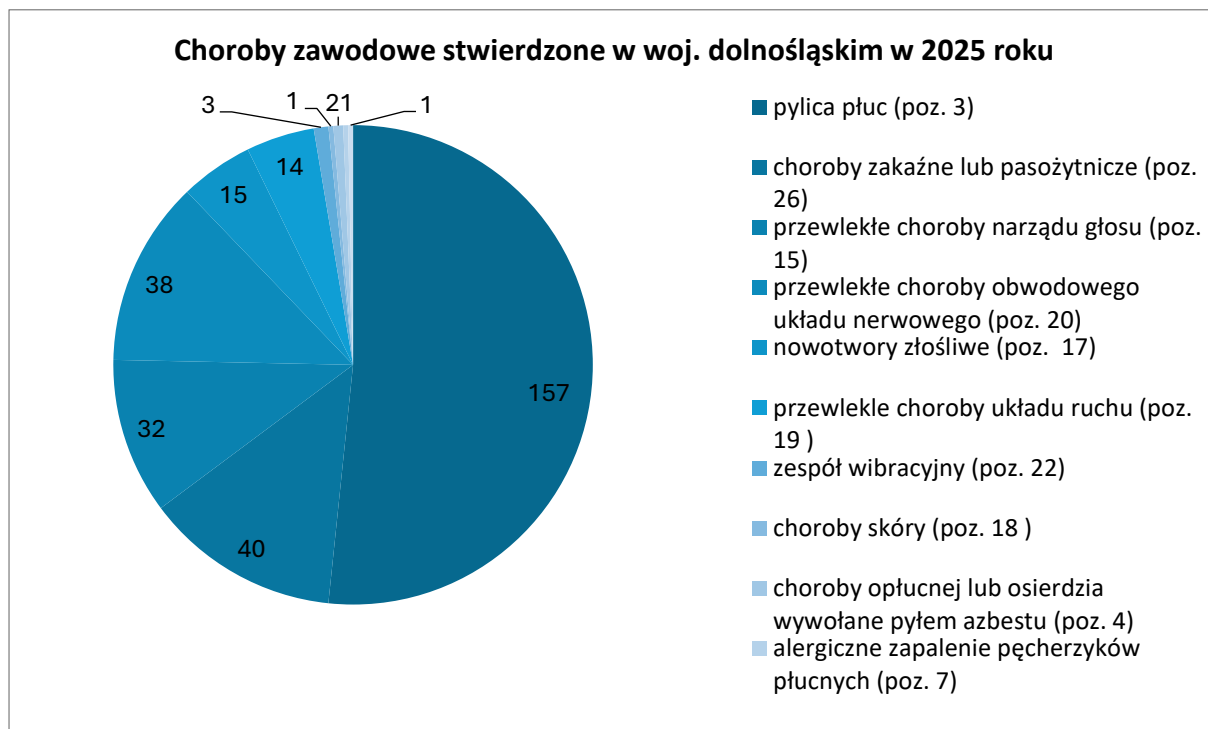 Choroby zawodowe stwierdzone w woj. dolnośląskim w 2025 roku
3
1
2
1
1
14
15
38
32
40
157
pylica płuc (poz. 3)
choroby zakaźne lub pasożytnicze (poz.
26)
przewlekłe choroby narządu głosu (poz.
15)
przewlekłe choroby obwodowego
układu nerwowego (poz. 20)
nowotwory złośliwe (poz.  17)
przewlekle choroby układu ruchu (poz.
19 )
zespół wibracyjny (poz. 22)
choroby skóry (poz. 18 )
choroby opłucnej lub osierdzia
wywołane pyłem azbestu (poz. 4)
alergiczne zapalenie pęcherzyków
płucnych (poz. 7)